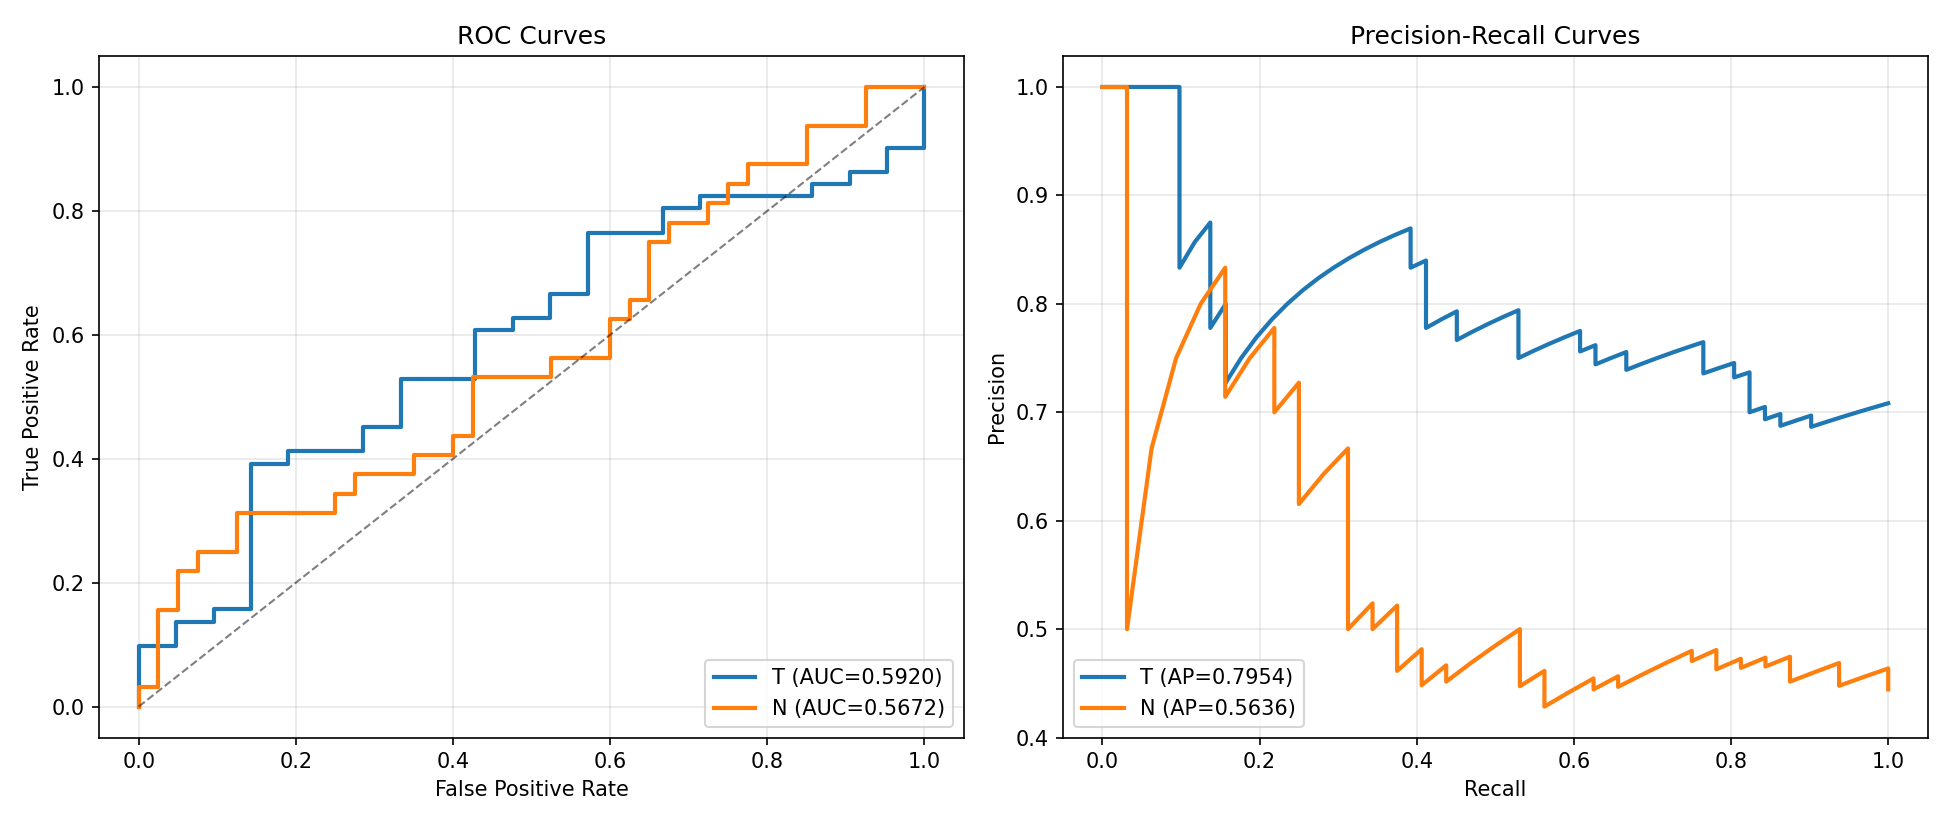 ROC Curves
True Positive Rate
1.0
0.8
0.6
0.4
0.2
0.0
0.0 0.2 0.4 0.6 0.8 1.0
False Positive Rate
T (AUC=0.5920)
N (AUC=0.5672)
Precision-Recall Curves
Precision
1.0
0.9
0.8
0.7
0.6
0.5
0.4
0.0 0.2 0.4 0.6 0.8 1.0
Recall
T (AP=0.7954)
N (AP=0.5636)